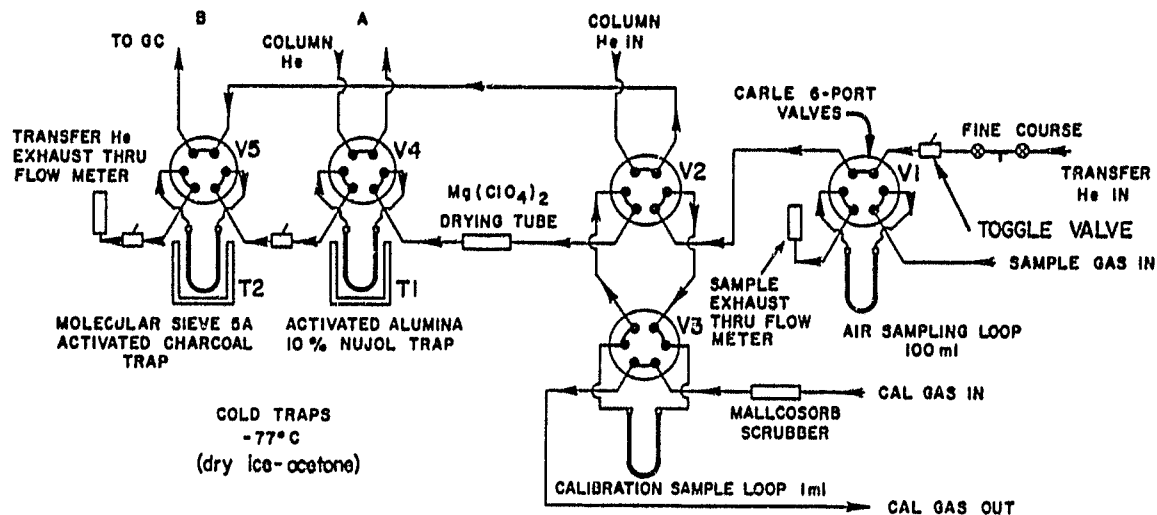 B
TO GC
COLUMN
He
A
COLUMN
He IN
CARLE 6-PORT
VALVES
FINE COURSE
TRANSFER
He IN
TOGGLE VALVE
TRANSFER He
EXHAUST THRU
FLOW METER
V5
V4
V2
V1
Mg(ClO4)2
DRYING TUBE
SAMPLE GAS IN
SAMPLE
EXHAUST
THRU FLOW
METER
AIR SAMPLING LOOP
100 ml
T2
T1
V3
MOLECULAR SIEVE 5A
ACTIVATED CHARCOAL
TRAP
ACTIVATED ALUMINA
10% NUJOL TRAP
CAL GAS IN
MALLCOSORB
SCRUBBER
COLD TRAPS
-77°C
(dry ice-acetone)
CALIBRATION SAMPLE LOOP 1ml
CAL GAS OUT